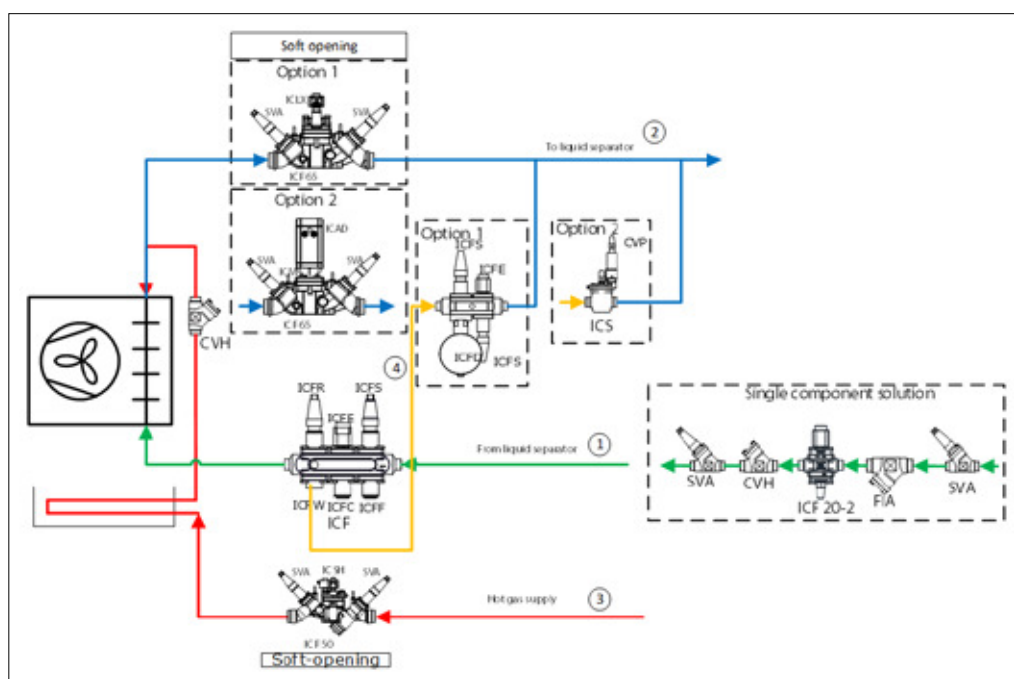 Soft opening
Option 1
ICLX
SVA
SVA
ICF65
To liquid separator
2
Option 2
ICAD
SVA
SVA
ICF65
Option 1
ICFS
ICFE
ICFD
ICFS
Option 2
CVP
ICS
CVH
4
ICFR
ICFS
ICFE
From liquid separator
1
ICFW
ICFC
ICFF
ICF
Single component solution
SVA
CVH
ICF 20-2
FIA
SVA
SVA
ICSH
SVA
Hot gas supply
3
ICF50
Soft-opening